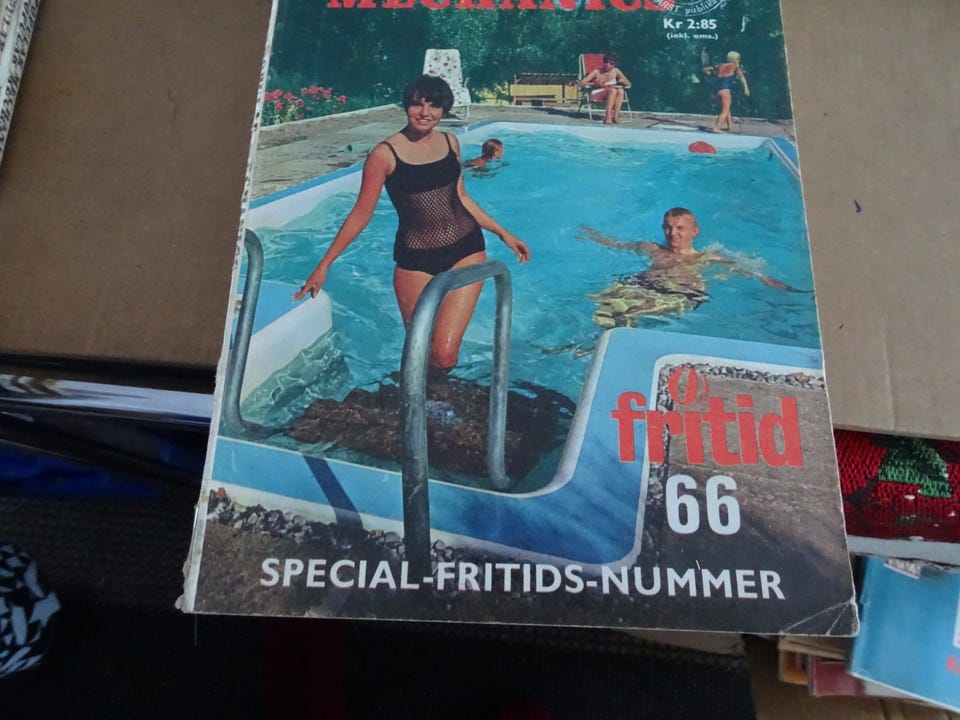 MECHANICS
Kr 2:85
(inkl. oms.)
fritid
66
SPECIAL-FRITIDS-NUMMER